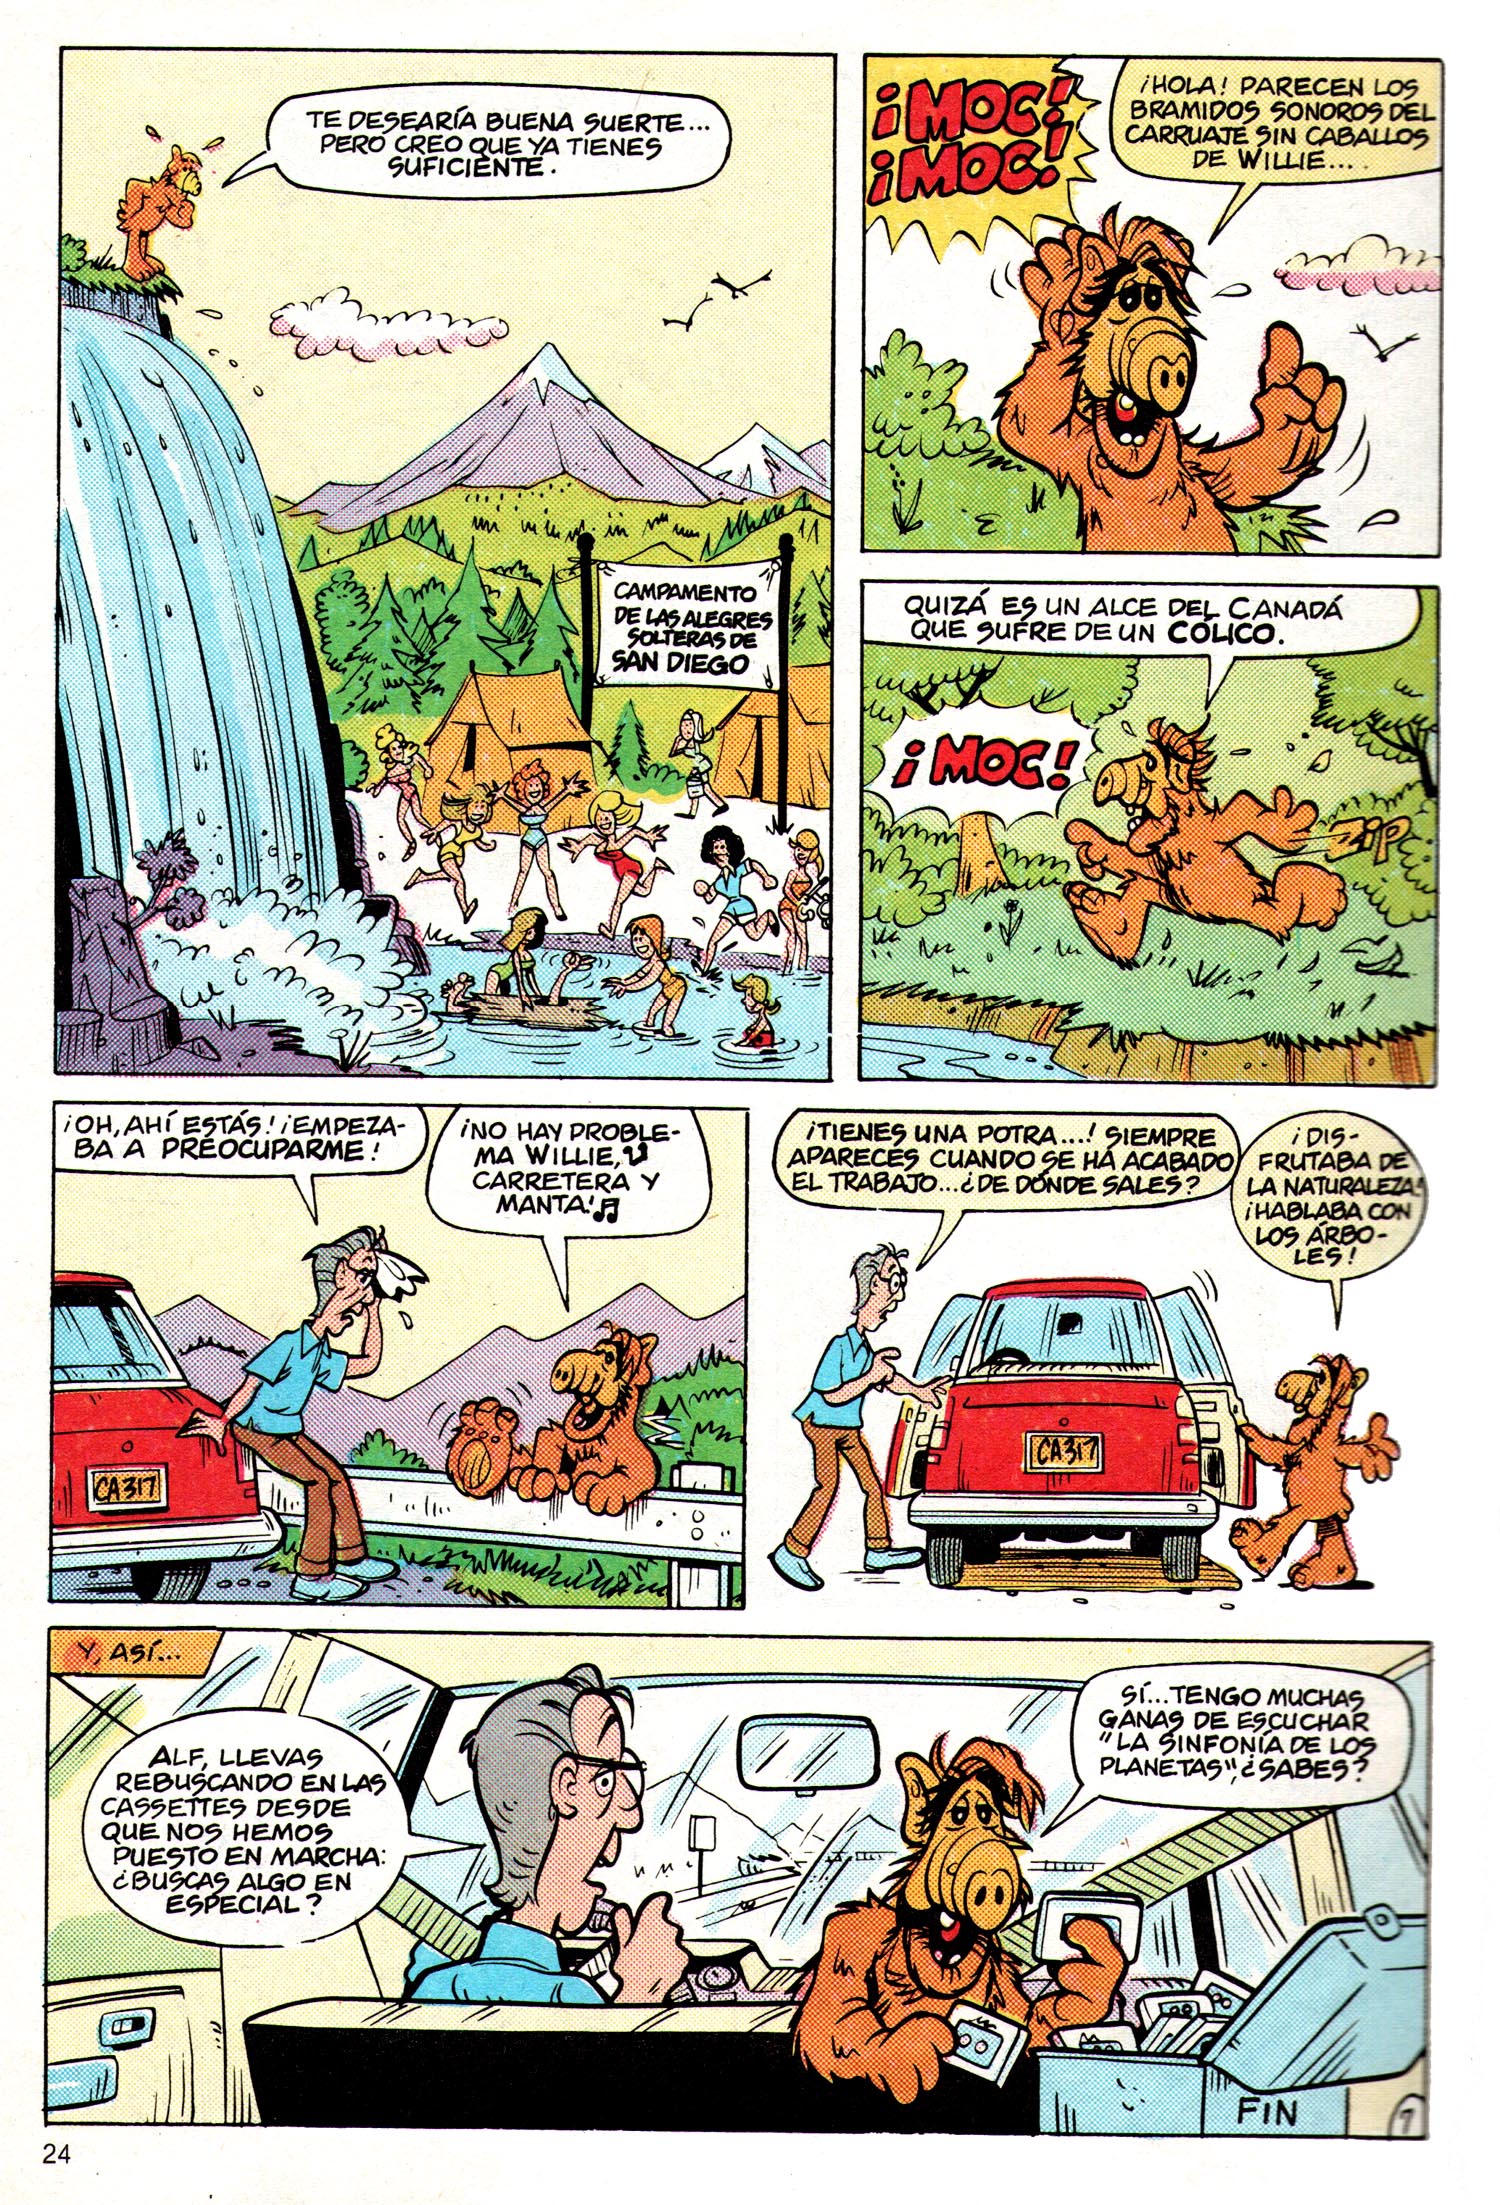 TE DESEARÍA BUENA SUERTE...
PERO CREO QUE YA TIENES
SUFICIENTE.
CAMPAMENTO
DE LAS ALEGRES
SOLTERAS DE
SAN DIEGO
¡MOC!
¡MOC!
¡HOLA! PARECEN LOS
BRAMIDOS SONOROS DEL
CARRUAJE SIN CABALLOS
DE WILLIE....
QUIZÁ ES UN ALCE DEL CANADÁ
QUE SUFRE DE UN CÓLICO.
¡MOC!
ZIP
¡OH, AHÍ ESTÁS! ¡EMPEZA-
BA A PREOCUPARME!
¡NO HAY PROBLE-
MA WILLIE,
CARRETERA Y
MANTA!
CA317
¡TIENES UNA POTRA...! SIEMPRE
APARECES CUANDO SE HA ACABADO
EL TRABAJO... ¿DE DÓNDE SALES?
¡DIS-
FRUTABA DE
LA NATURALEZA!
¡HABLABA CON
LOS ÁRBO-
LES!
CA317
Y, ASÍ...
ALF, LLEVAS
REBUSCANDO EN LAS
CASSETTES DESDE
QUE NOS HEMOS
PUESTO EN MARCHA:
¿BUSCAS ALGO EN
ESPECIAL?
SÍ... TENGO MUCHAS
GANAS DE ESCUCHAR
"LA SINFONÍA DE LOS
PLANETAS", ¿SABES?
FIN
7
24